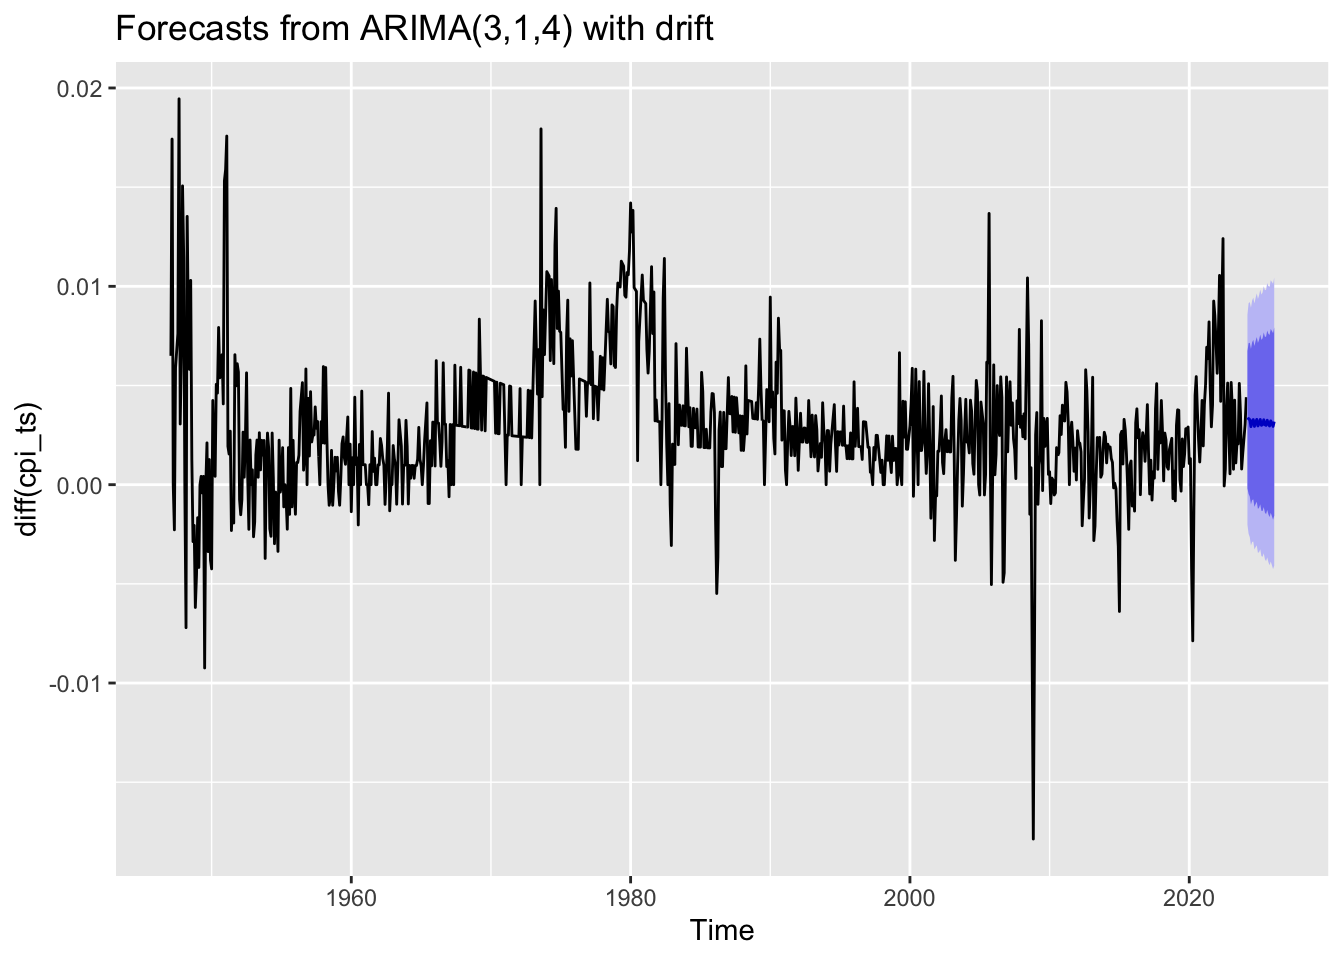 Forecasts from ARIMA(3,1,4) with drift
0.02
0.01
0.00
-0.01
diff(cpi_ts)
1960
1980
2000
2020
Time